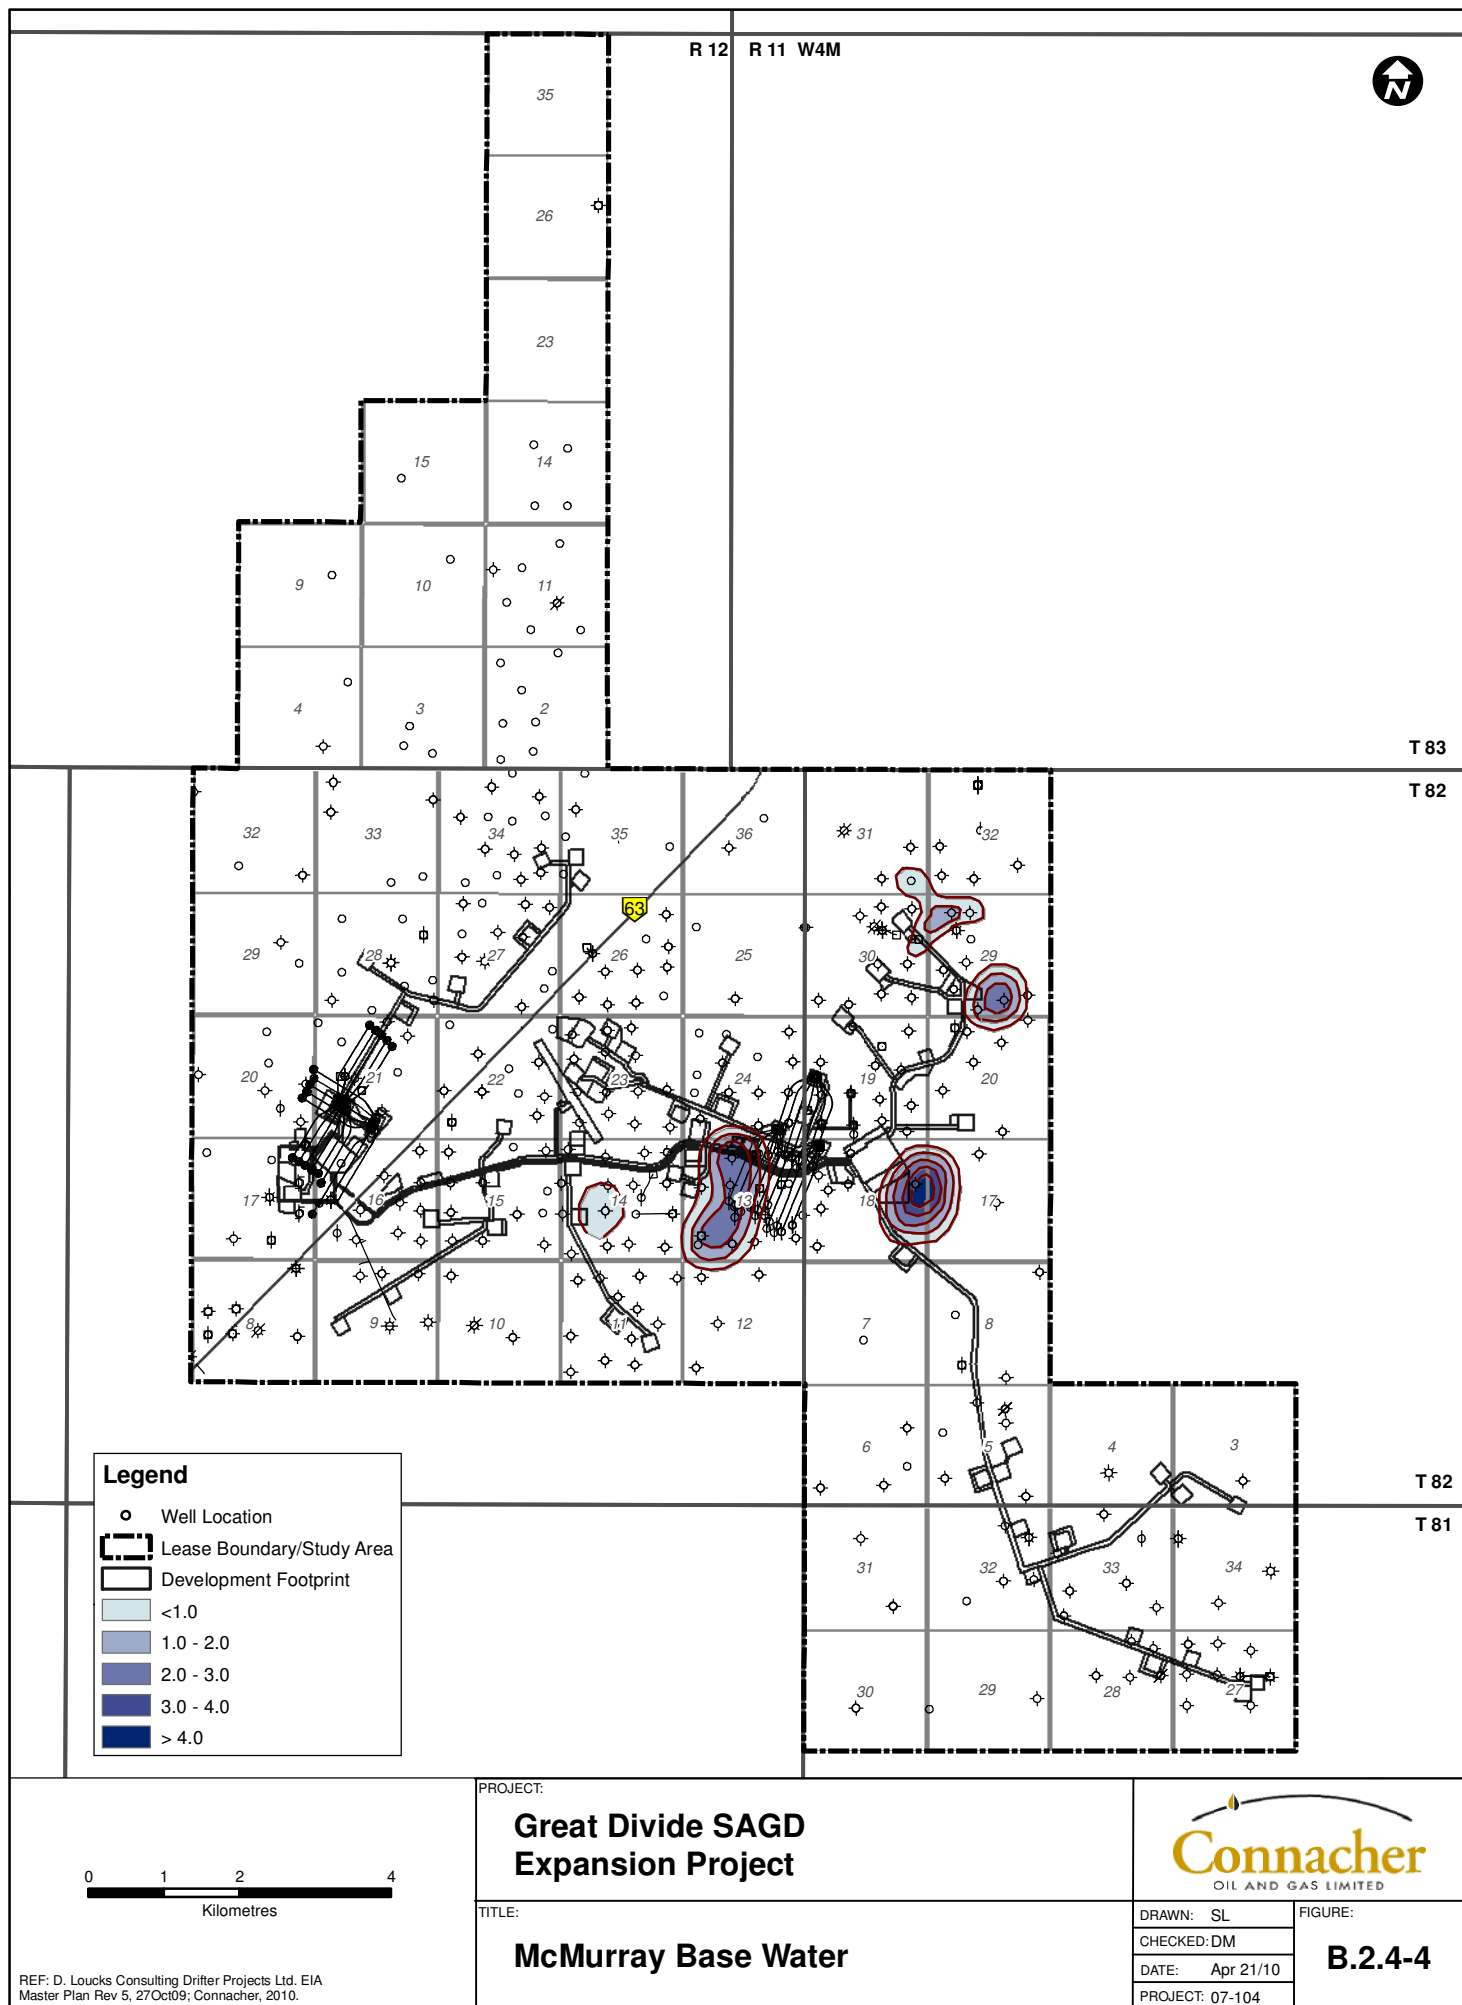 R 12
R 11 W4M
N
35
26
23
15
14
9
10
11
4
3
2
T 83
T 82
32
33
34
35
36
31
32
63
29
28
27
26
25
30
29
20
21
22
23
24
19
20
17
16
15
14
13
18
17
8
9
10
11
12
7
8
6
5
4
3
T 82
T 81
31
32
33
34
30
29
28
27
Legend
Well Location
Lease Boundary/Study Area
Development Footprint
<1.0
1.0 - 2.0
2.0 - 3.0
3.0 - 4.0
> 4.0
0 1 2 4
Kilometres
REF: D. Loucks Consulting Drifter Projects Ltd. EIA
Master Plan Rev 5, 27Oct09; Connacher, 2010.
PROJECT:
Great Divide SAGD
Expansion Project
TITLE:
McMurray Base Water
Connacher
OIL AND GAS LIMITED
DRAWN: SL
CHECKED: DM
DATE: Apr 21/10
PROJECT: 07-104
FIGURE:
B.2.4-4